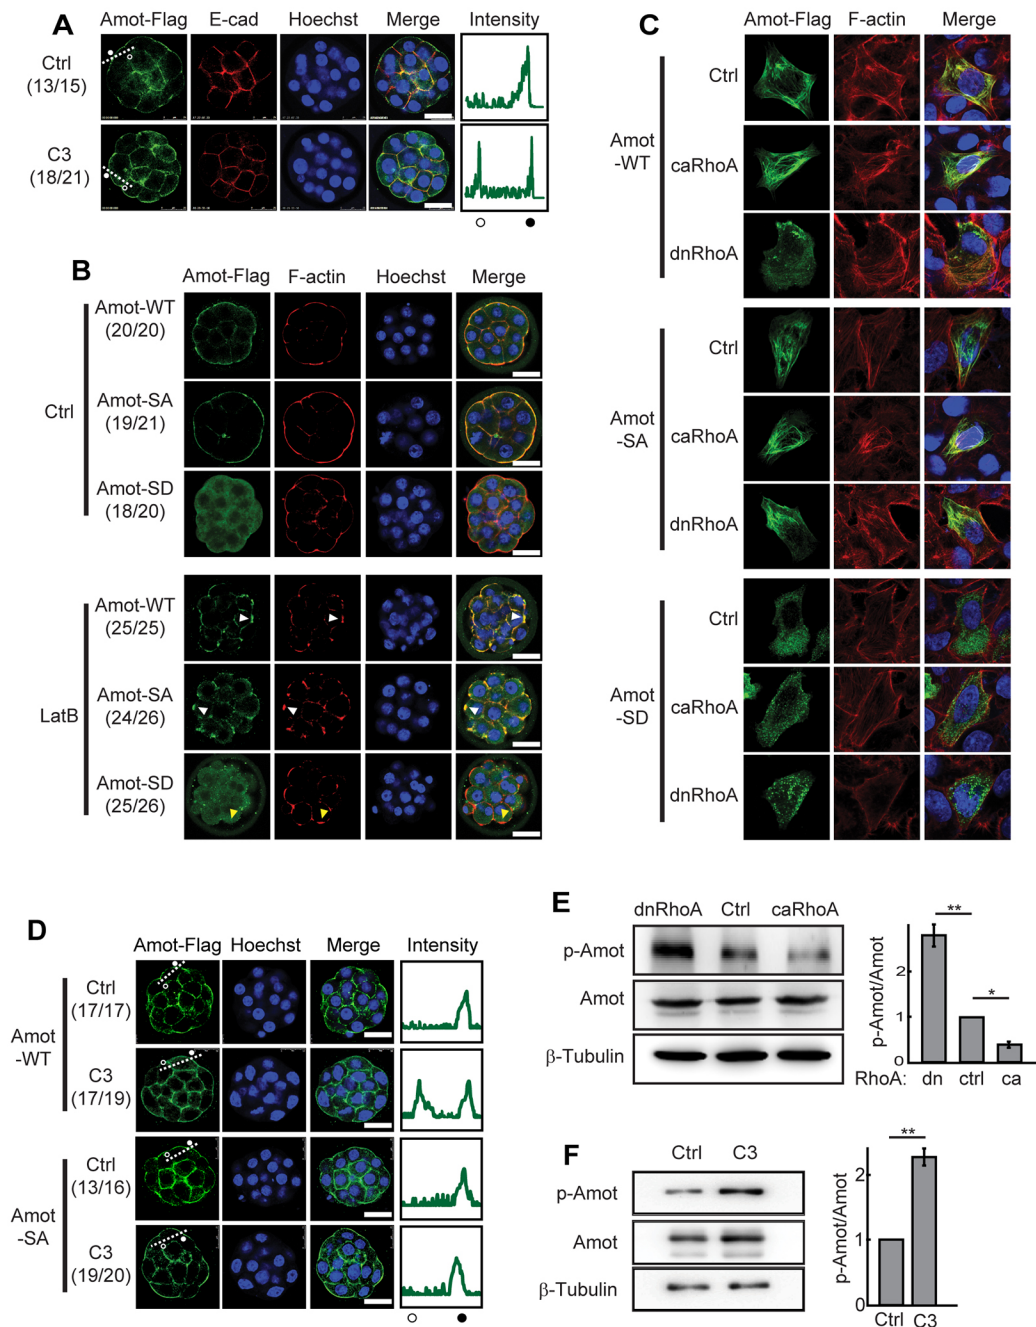 A
Amot-Flag E-cad Hoechst Merge Intensity
Ctrl
(13/15)
C3
(18/21)
B
Amot-Flag F-actin Hoechst Merge
Ctrl
Amot-WT
(20/20)
Amot-SA
(19/21)
Amot-SD
(18/20)
LatB
Amot-WT
(25/25)
Amot-SA
(24/26)
Amot-SD
(25/26)
C
Amot-Flag F-actin Merge
Amot
-WT
Ctrl
caRhoA
dnRhoA
Amot
-SA
Ctrl
caRhoA
dnRhoA
Amot
-SD
Ctrl
caRhoA
dnRhoA
D
Amot-Flag Hoechst Merge Intensity
Amot
-WT
Ctrl
(17/17)
C3
(17/19)
Amot
-SA
Ctrl
(13/16)
C3
(19/20)
E
dnRhoA Ctrl caRhoA
p-Amot
Amot
β-Tubulin
p-Amot/Amot
2
1
0
**
*
RhoA: dn ctrl ca
F
Ctrl C3
p-Amot
Amot
β-Tubulin
p-Amot/Amot
2
1
0
**
Ctrl C3